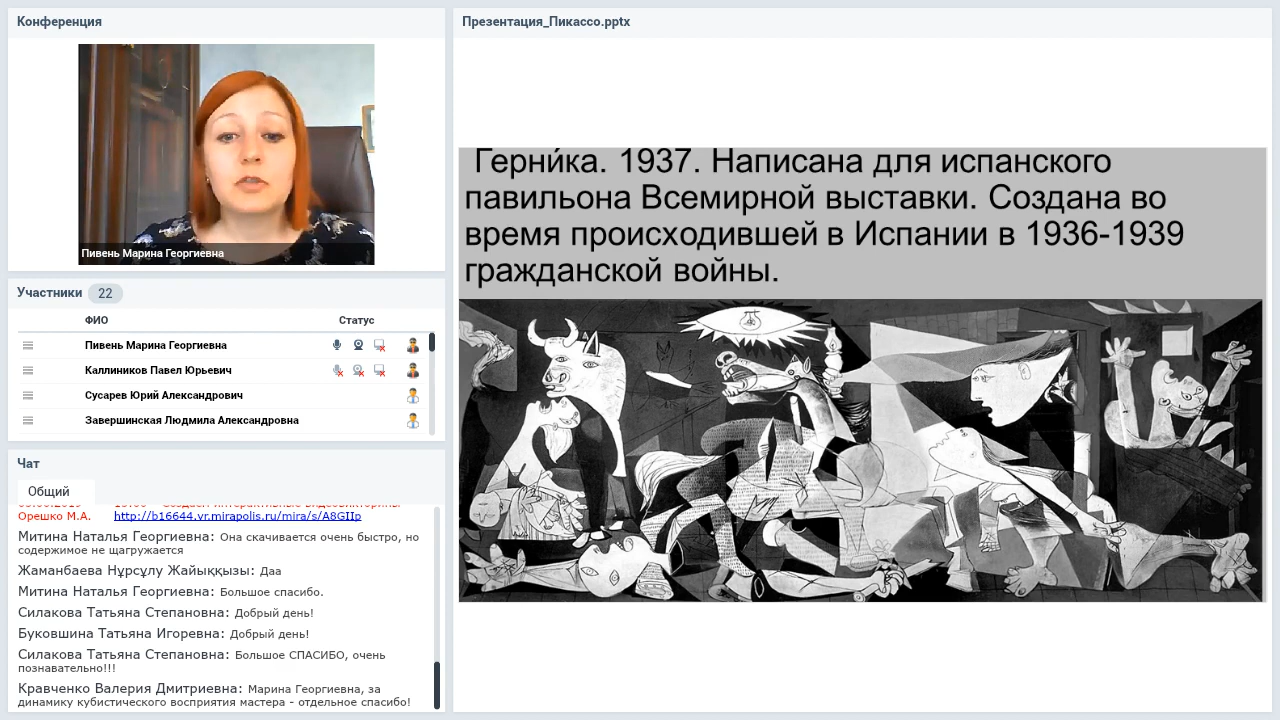 Конференция
Пивень Марина Георгиевна
Участники 22
ФИО Статус
Пивень Марина Георгиевна
Каллиников Павел Юрьевич
Сусарев Юрий Александрович
Завершинская Людмила Александровна
Чат
Общий
Орешко М.А. http://b16644.vr.mirapolis.ru/mira/s/A8GIIp
Митина Наталья Георгиевна: Она скачивается очень быстро, но
содержимое не щагружается
Жаманбаева Нұрсұлу Жайыққызы: Даа
Митина Наталья Георгиевна: Большое спасибо.
Силакова Татьяна Степановна: Добрый день!
Буковшина Татьяна Игоревна: Добрый день!
Силакова Татьяна Степановна: Большое СПАСИБО, очень
познавательно!!!
Кравченко Валерия Дмитриевна: Марина Георгиевна, за
динамику кубистического восприятия мастера - отдельное спасибо!
Презентация_Пикассо.pptx
Герни́ка. 1937. Написана для испанского
павильона Всемирной выставки. Создана во
время происходившей в Испании в 1936-1939
гражданской войны.